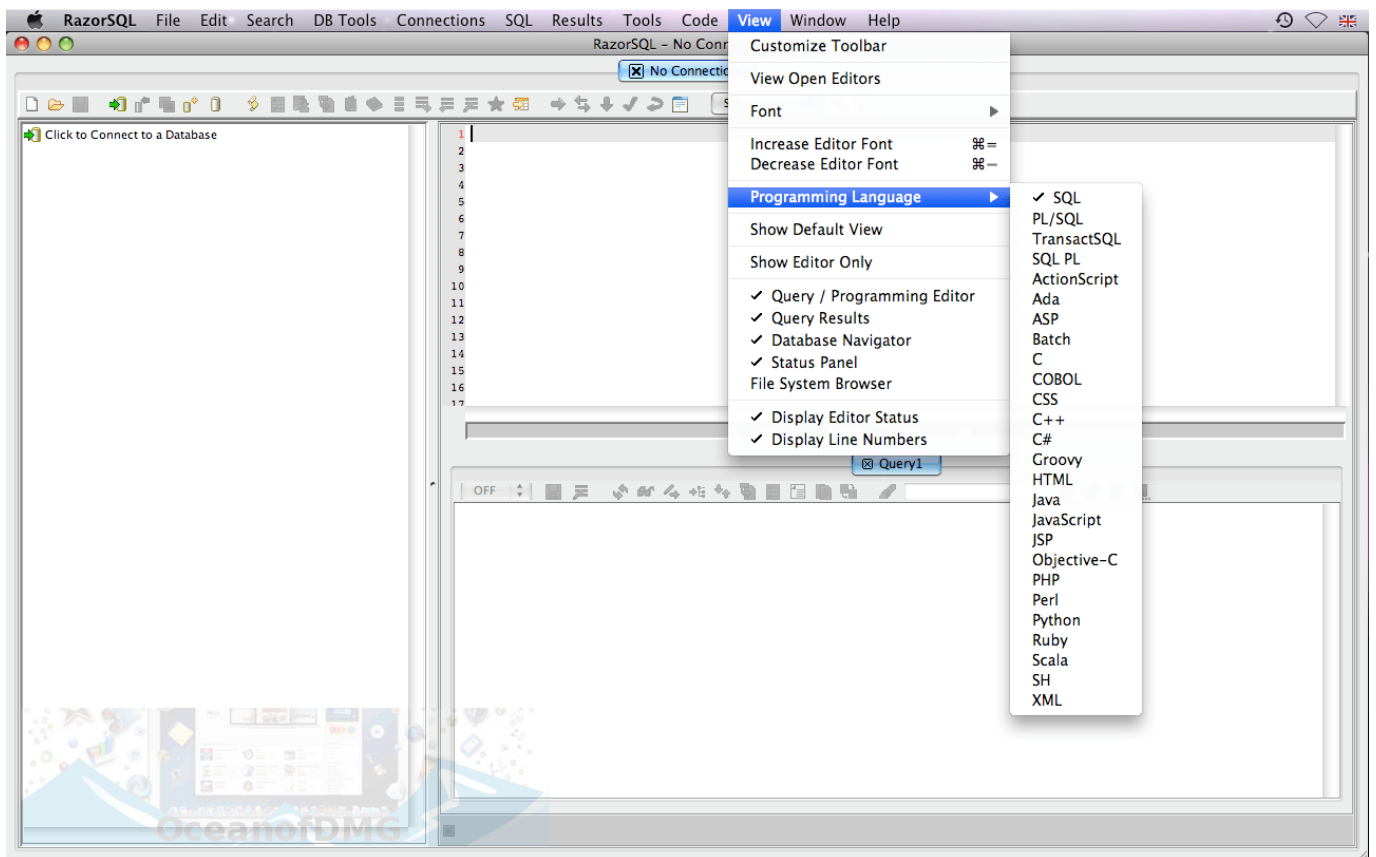 RazorSQL File Edit Search DB Tools Connections SQL Results Tools Code View Window Help
RazorSQL – No Conn
No Connectio
Click to Connect to a Database
1
2
3
4
5
6
7
8
9
10
11
12
13
14
15
16
17
Customize Toolbar
View Open Editors
Font
Increase Editor Font ⌘=
Decrease Editor Font ⌘–
Programming Language
Show Default View
Show Editor Only
✓ Query / Programming Editor
✓ Query Results
✓ Database Navigator
✓ Status Panel
File System Browser
✓ Display Editor Status
✓ Display Line Numbers
✓ SQL
PL/SQL
TransactSQL
SQL PL
ActionScript
Ada
ASP
Batch
C
COBOL
CSS
C++
C#
Groovy
HTML
Java
JavaScript
JSP
Objective-C
PHP
Perl
Python
Ruby
Scala
SH
XML
Query1
OFF
OceanofDMG